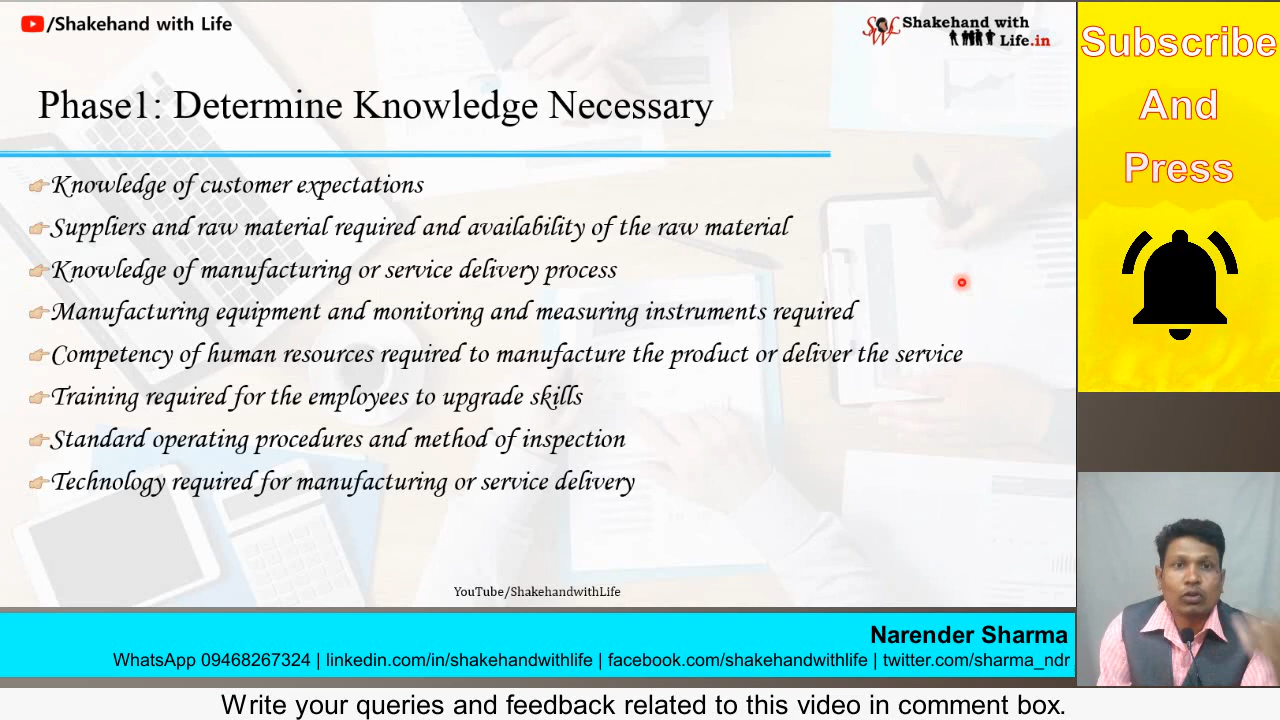 /Shakehand with Life
SWL Shakehand with
Life.in
Phase1: Determine Knowledge Necessary
Knowledge of customer expectations
Suppliers and raw material required and availability of the raw material
Knowledge of manufacturing or service delivery process
Manufacturing equipment and monitoring and measuring instruments required
Competency of human resources required to manufacture the product or deliver the service
Training required for the employees to upgrade skills
Standard operating procedures and method of inspection
Technology required for manufacturing or service delivery
YouTube/ShakehandwithLife
Subscribe
And
Press
Narender Sharma
WhatsApp 09468267324 | linkedin.com/in/shakehandwithlife | facebook.com/shakehandwithlife | twitter.com/sharma_ndr
Write your queries and feedback related to this video in comment box.